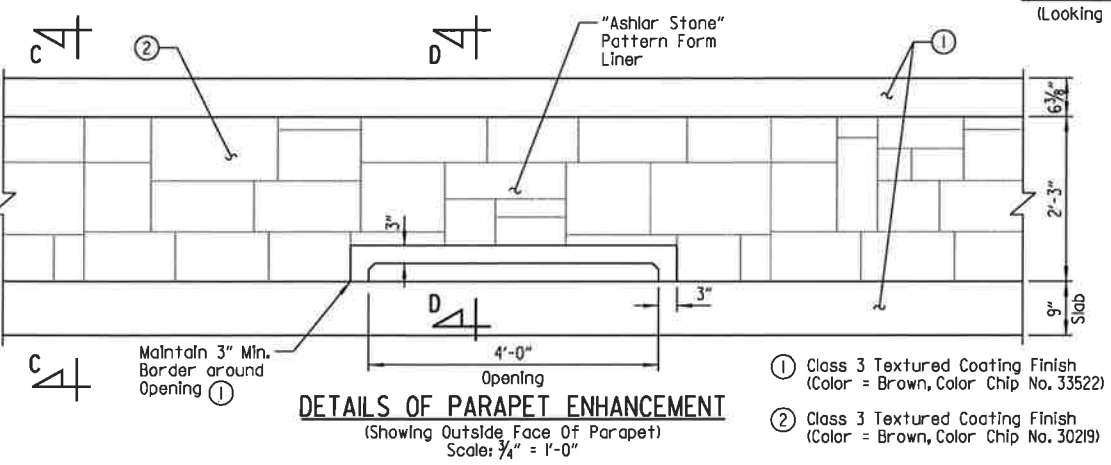 (Looking
C
D
"Ashlar Stone"
Pattern Form
Liner
2
1
6⅜"
2'-3"
9"
Slab
3"
3"
D
C
Maintain 3" Min.
Border around
Opening 1
4'-0"
Opening
DETAILS OF PARAPET ENHANCEMENT
(Showing Outside Face Of Parapet)
Scale: ¾" = 1'-0"
1 Class 3 Textured Coating Finish
(Color = Brown, Color Chip No. 33522)
2 Class 3 Textured Coating Finish
(Color = Brown, Color Chip No. 30219)